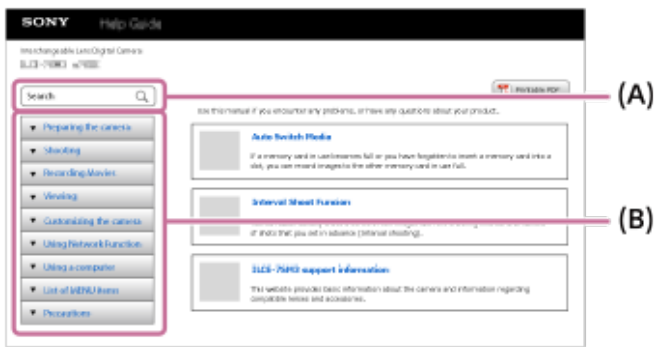 SONY Help Guide
Interchangeable Lens Digital Camera
Search
Printable PDF
(A)
Use this manual if you encounter any problems, or have any questions about your product.
Preparing the camera
Shooting
Recording Movies
Viewing
Customizing the camera
Using Network Function
Using a computer
List of MENU items
Precautions
(B)
Auto Switch Media
If a memory card in use becomes full or you have forgotten to insert a memory card into a
slot, you can record images to the other memory card in use full.
Interval Shoot Funsion
of shots that you set in advance (Interval shooting).
ILCE-7SM3 support information
This website provides basic information about the camera and information regarding
compatible lenses and accessories.